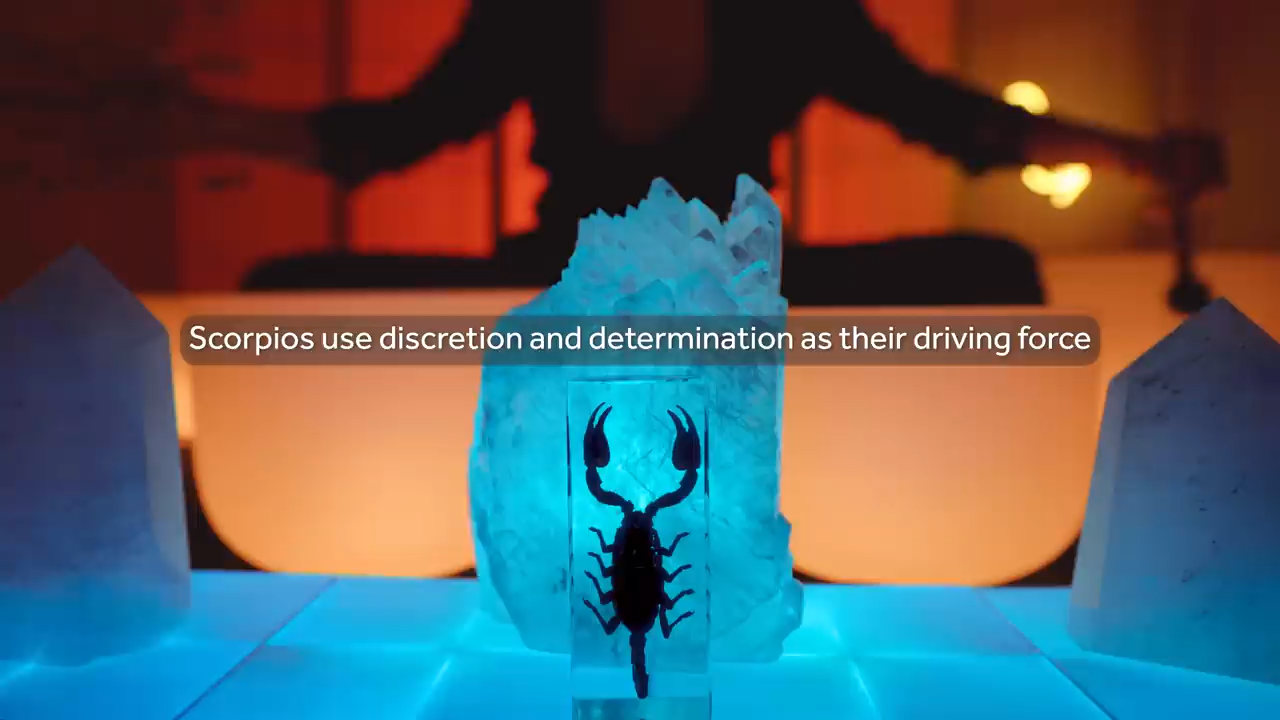 Scorpios use discretion and determination as their driving force